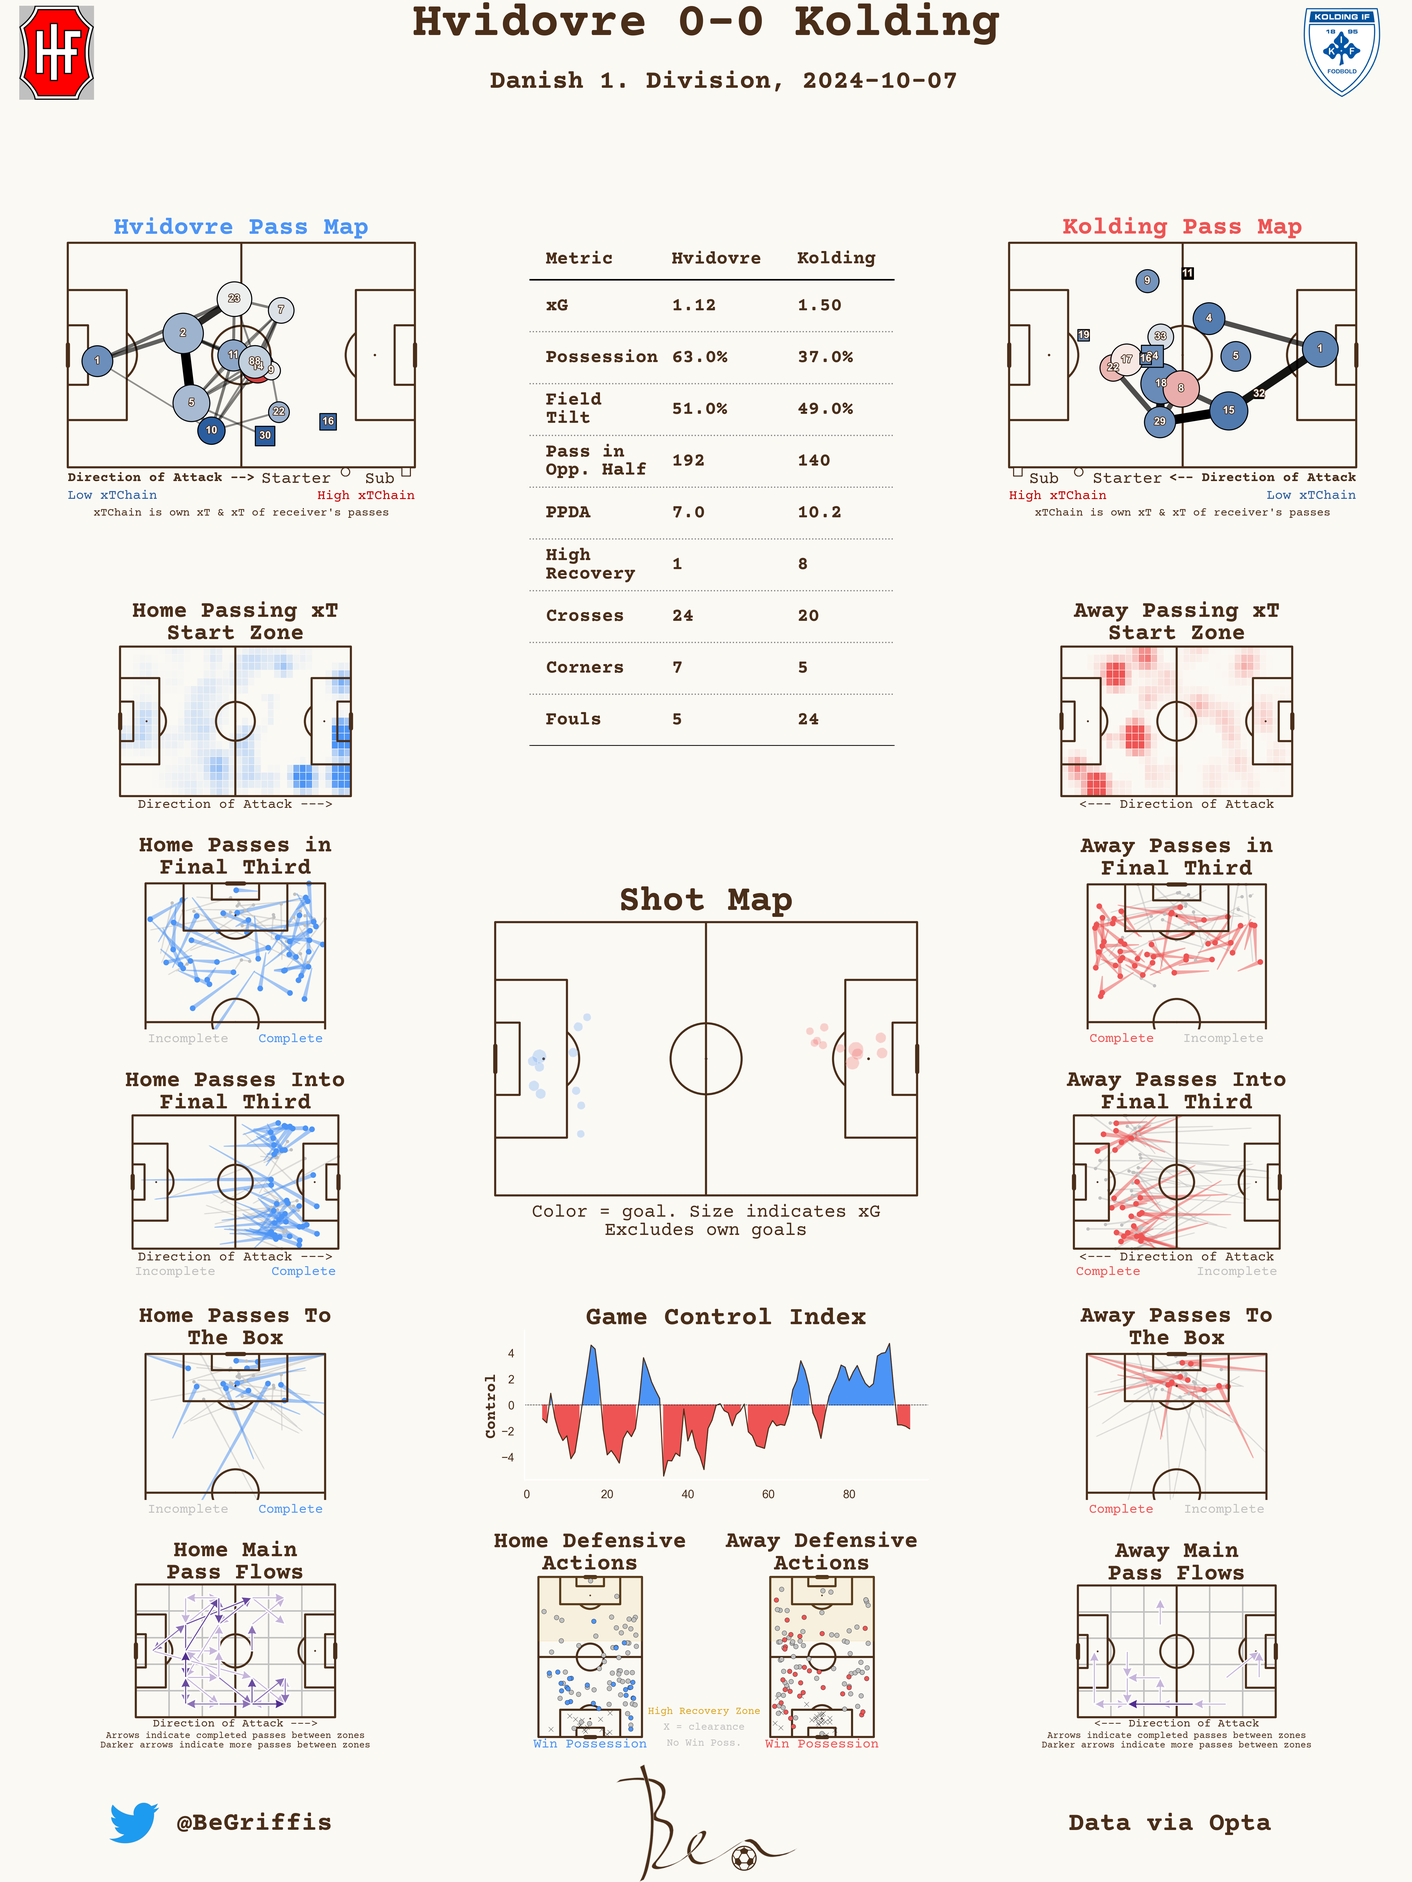 Hvidovre 0-0 Kolding
Danish 1. Division, 2024-10-07
KOLDING IF
18 95
K I F
FODBOLD
Hvidovre Pass Map
1
2
23
7
11
88
14
9
5
10
22
30
16
Direction of Attack --> Starter Sub
Low xTChain High xTChain
xTChain is own xT & xT of receiver's passes
Metric Hvidovre Kolding
xG 1.12 1.50
Possession 63.0% 37.0%
Field
Tilt 51.0% 49.0%
Pass in
Opp. Half 192 140
PPDA 7.0 10.2
High
Recovery 1 8
Crosses 24 20
Corners 7 5
Fouls 5 24
Kolding Pass Map
9
11
19
4
33
5
1
17
22
18
8
32
15
29
Sub Starter <-- Direction of Attack
High xTChain Low xTChain
xTChain is own xT & xT of receiver's passes
Home Passing xT
Start Zone
Direction of Attack --->
Away Passing xT
Start Zone
<--- Direction of Attack
Home Passes in
Final Third
Incomplete Complete
Away Passes in
Final Third
Complete Incomplete
Shot Map
Color = goal. Size indicates xG
Excludes own goals
Home Passes Into
Final Third
Direction of Attack --->
Incomplete Complete
Away Passes Into
Final Third
<--- Direction of Attack
Complete Incomplete
Home Passes To
The Box
Incomplete Complete
Game Control Index
Control
4
2
0
−2
−4
0 20 40 60 80
Away Passes To
The Box
Complete Incomplete
Home Main
Pass Flows
Direction of Attack --->
Arrows indicate completed passes between zones
Darker arrows indicate more passes between zones
Home Defensive
Actions
Win Possession
High Recovery Zone
X = clearance
No Win Poss.
Away Defensive
Actions
Win Possession
Away Main
Pass Flows
<--- Direction of Attack
Arrows indicate completed passes between zones
Darker arrows indicate more passes between zones
@BeGriffis
Ben
Data via Opta